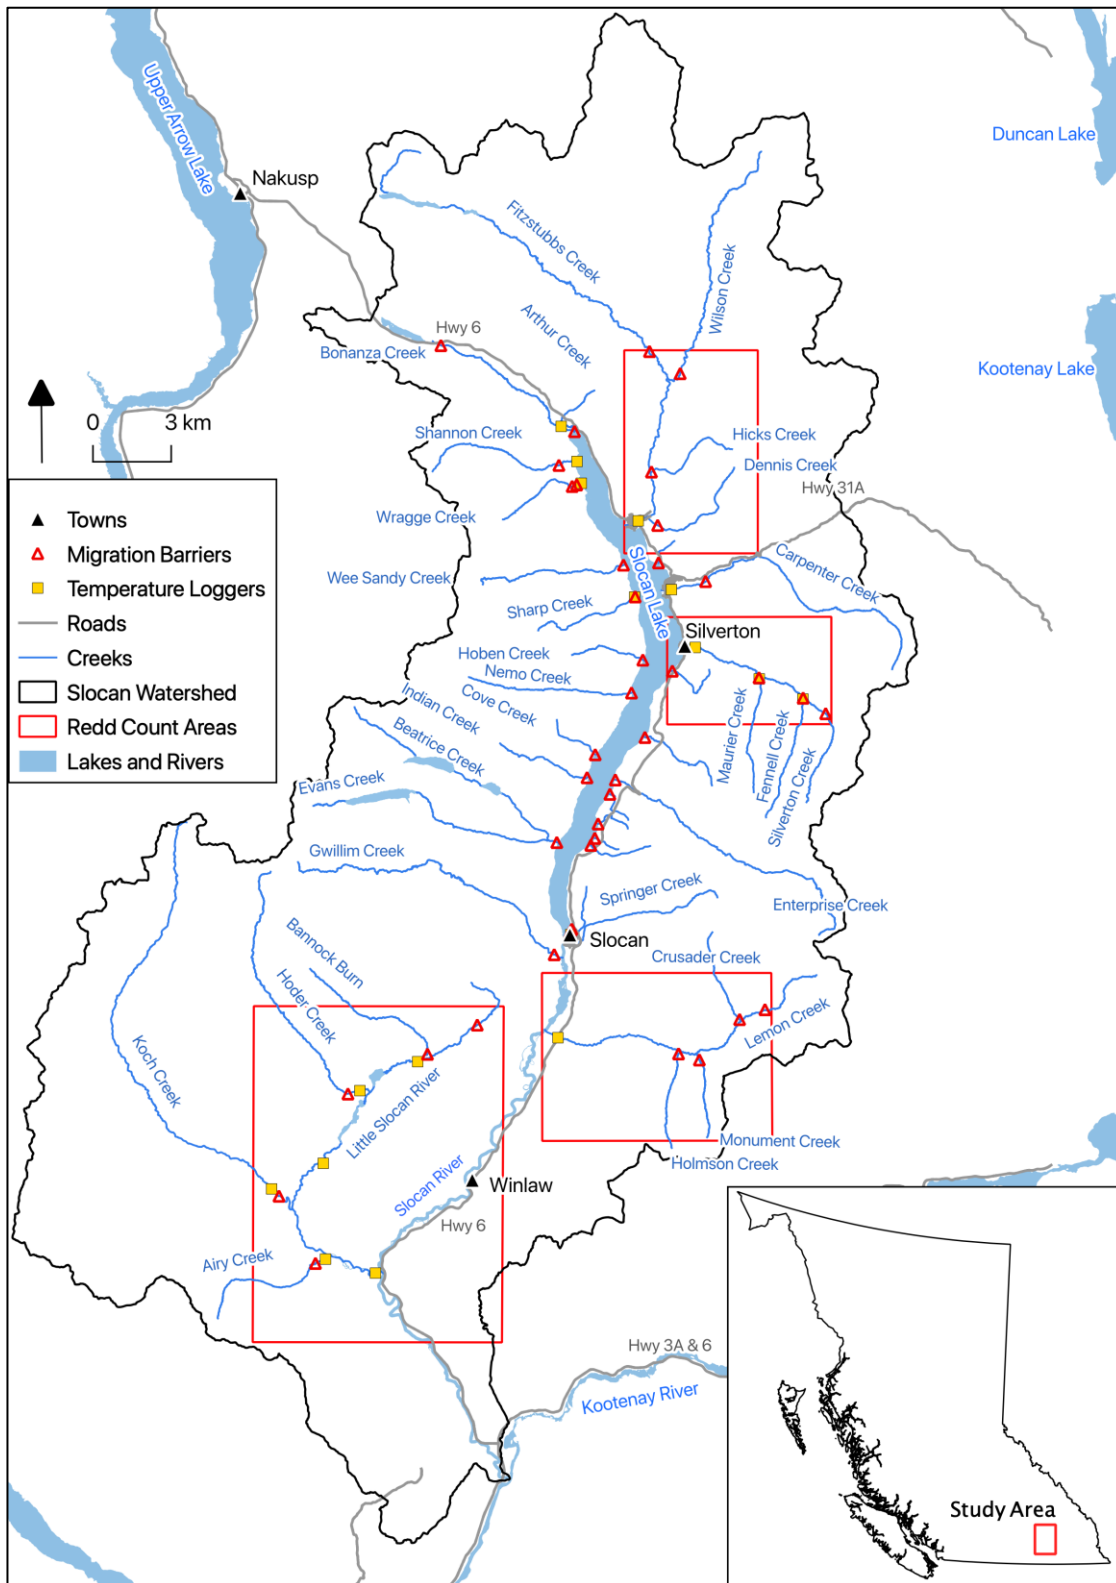 Upper Arrow Lake
Nakusp
Duncan Lake
Fitzstubbs Creek
Wilson Creek
Arthur Creek
Hwy 6
Bonanza Creek
Kootenay Lake
0 3 km
Shannon Creek
Hicks Creek
Dennis Creek
Hwy 31A
Wragge Creek
Towns
Migration Barriers
Temperature Loggers
Roads
Creeks
Slocan Watershed
Redd Count Areas
Lakes and Rivers
Slocan Lake
Carpenter Creek
Wee Sandy Creek
Sharp Creek
Silverton
Hoben Creek
Nemo Creek
Cove Creek
Indian Creek
Beatrice Creek
Maurier Creek
Fennell Creek
Silverton Creek
Evans Creek
Gwillim Creek
Springer Creek
Enterprise Creek
Slocan
Crusader Creek
Bannock Burn
Hoder Creek
Lemon Creek
Koch Creek
Little Slocan River
Monument Creek
Holmson Creek
Slocan River
Winlaw
Hwy 6
Airy Creek
Hwy 3A & 6
Kootenay River
Study Area